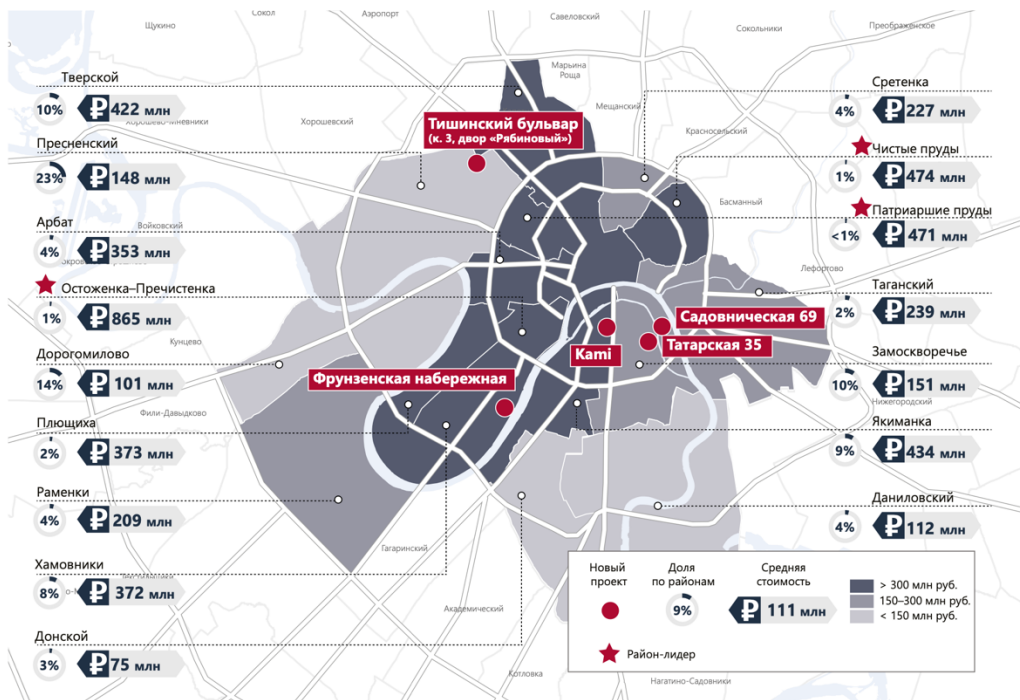 Сокол
Аэропорт
Савеловский
Щукино
Сокольники
Преображенское
Тверской
10%
₽ 422 млн
Хорошево-Мневники
Хорошевский
Марьина
Роща
Мещанский
Красносельский
Тишинский бульвар
(к. 3, двор «Рябиновый»)
Сретенка
4%
₽ 227 млн
Пресненский
23%
₽ 148 млн
Чистые пруды
1%
₽ 474 млн
Басманный
Арбат
4%
₽ 353 млн
Войковский
Патриаршие пруды
<1%
₽ 471 млн
Лефортово
Остоженка–Пречистенка
1%
₽ 865 млн
Таганский
2%
₽ 239 млн
Садовническая 69
Татарская 35
Kami
Кунцево
Дорогомилово
14%
₽ 101 млн
Фрунзенская набережная
Замоскворечье
10%
₽ 151 млн
Нижегородский
Фили-Давыдково
Плющиха
2%
₽ 373 млн
Якиманка
9%
₽ 434 млн
Раменки
4%
₽ 209 млн
Даниловский
4%
₽ 112 млн
Гагаринский
Хамовники
8%
₽ 372 млн
Академический
Донской
3%
₽ 75 млн
Котловка
Новый
проект
Доля
по районам
9%
Средняя
стоимость
₽ 111 млн
> 300 млн руб.
150–300 млн руб.
< 150 млн руб.
Район-лидер
Нагатино-Садовники